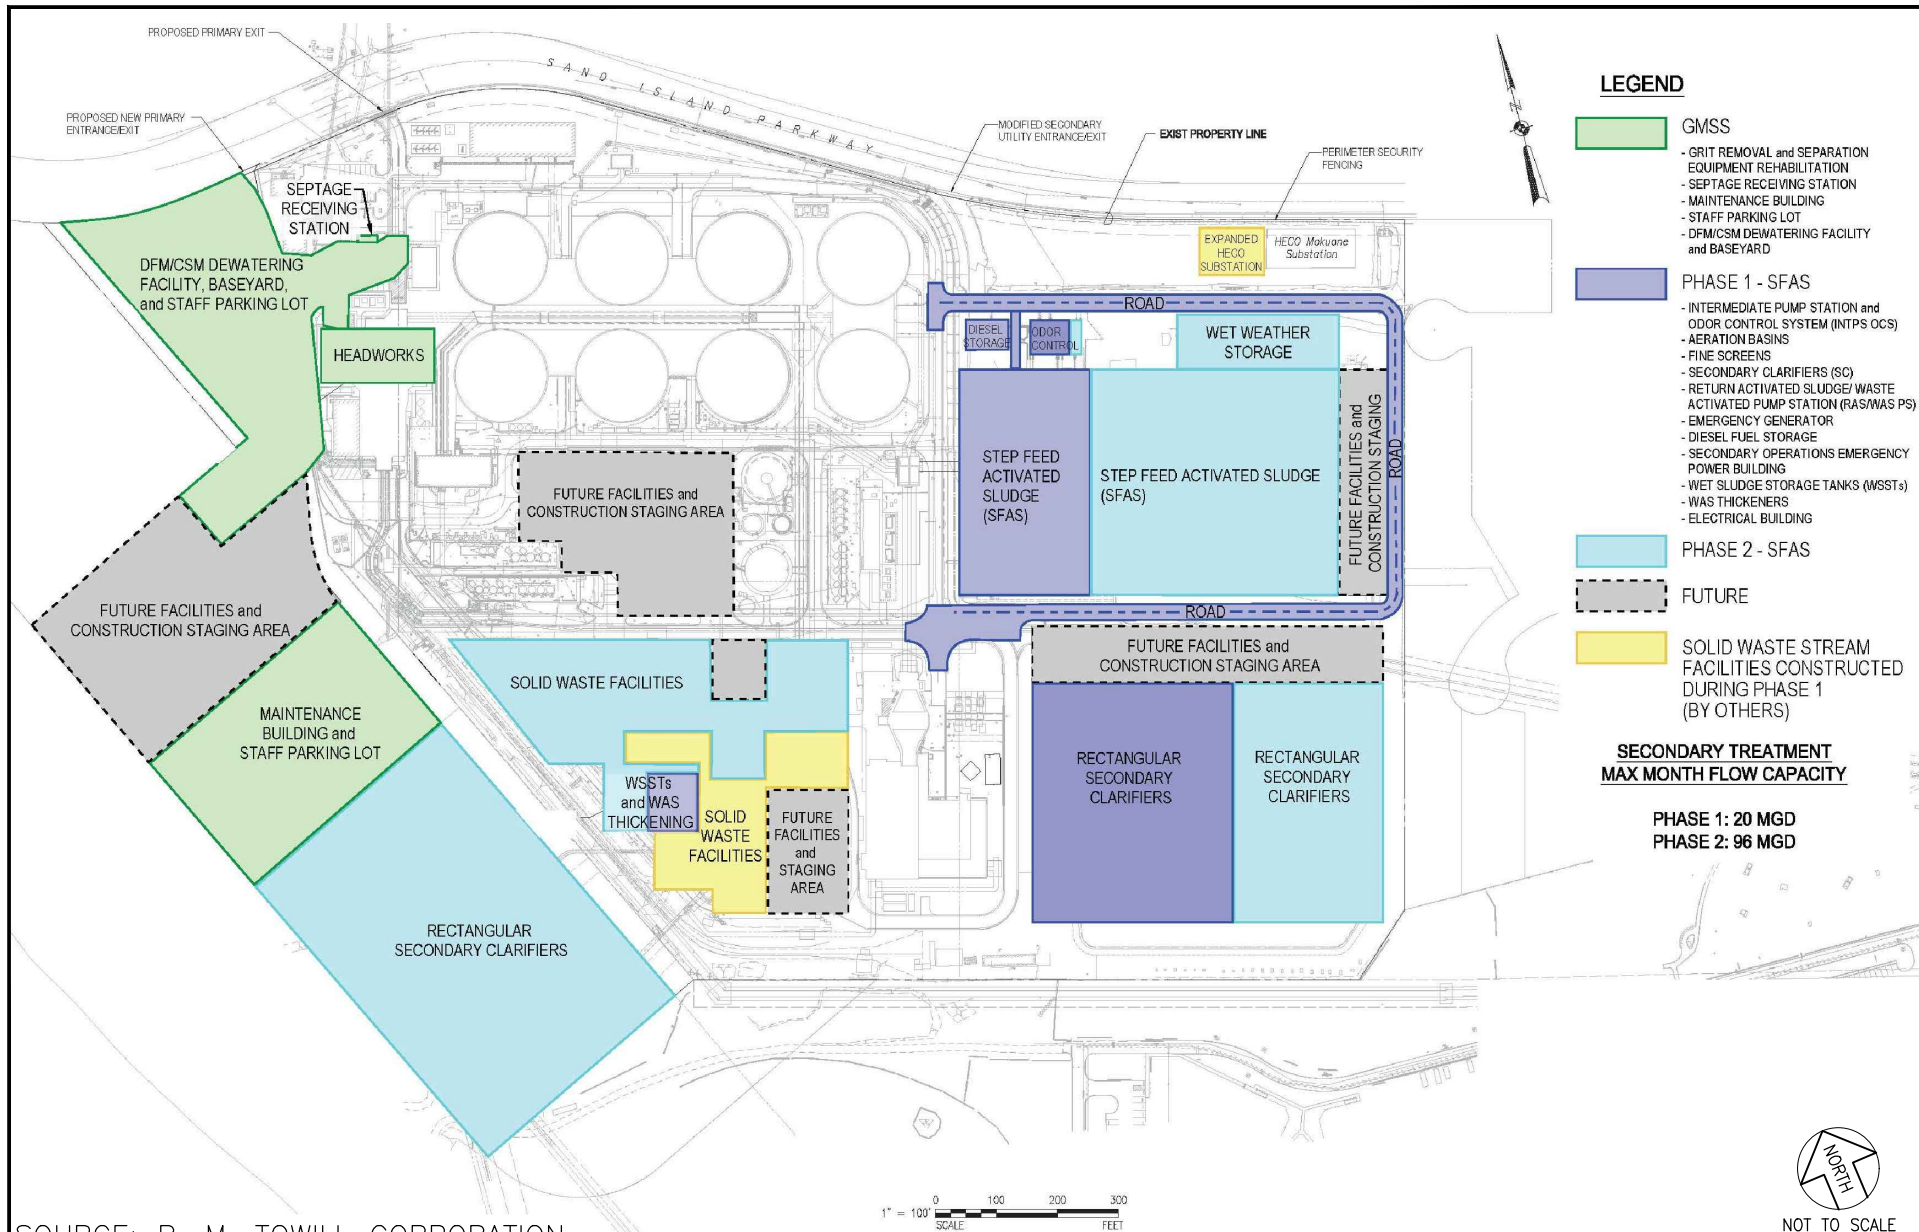 PROPOSED PRIMARY EXIT
PROPOSED NEW PRIMARY
ENTRANCE/EXIT
SAND ISLAND PARKWAY
MODIFIED SECONDARY
UTILITY ENTRANCE/EXIT
EXIST PROPERTY LINE
PERIMETER SECURITY
FENCING
SEPTAGE
RECEIVING
STATION
DFM/CSM DEWATERING
FACILITY, BASEYARD,
and STAFF PARKING LOT
HEADWORKS
EXPANDED
HECO
SUBSTATION
HECO Makuane
Substation
ROAD
DIESEL
STORAGE
ODOR
CONTROL
WET WEATHER
STORAGE
STEP FEED
ACTIVATED
SLUDGE
(SFAS)
STEP FEED ACTIVATED SLUDGE
(SFAS)
FUTURE FACILITIES and
CONSTRUCTION STAGING
ROAD
ROAD
FUTURE FACILITIES and
CONSTRUCTION STAGING AREA
FUTURE FACILITIES and
CONSTRUCTION STAGING AREA
FUTURE FACILITIES and
CONSTRUCTION STAGING AREA
SOLID WASTE FACILITIES
MAINTENANCE
BUILDING and
STAFF PARKING LOT
WSSTs
and WAS
THICKENING
SOLID
WASTE
FACILITIES
FUTURE
FACILITIES
and
STAGING
AREA
RECTANGULAR
SECONDARY
CLARIFIERS
RECTANGULAR
SECONDARY
CLARIFIERS
RECTANGULAR
SECONDARY CLARIFIERS
N
LEGEND
GMSS
- GRIT REMOVAL and SEPARATION
EQUIPMENT REHABILITATION
- SEPTAGE RECEIVING STATION
- MAINTENANCE BUILDING
- STAFF PARKING LOT
- DFM/CSM DEWATERING FACILITY
and BASEYARD
PHASE 1 - SFAS
- INTERMEDIATE PUMP STATION and
ODOR CONTROL SYSTEM (INTPS OCS)
- AERATION BASINS
- FINE SCREENS
- SECONDARY CLARIFIERS (SC)
- RETURN ACTIVATED SLUDGE/ WASTE
ACTIVATED PUMP STATION (RAS/WAS PS)
- EMERGENCY GENERATOR
- DIESEL FUEL STORAGE
- SECONDARY OPERATIONS EMERGENCY
POWER BUILDING
- WET SLUDGE STORAGE TANKS (WSSTs)
- WAS THICKENERS
- ELECTRICAL BUILDING
PHASE 2 - SFAS
FUTURE
SOLID WASTE STREAM
FACILITIES CONSTRUCTED
DURING PHASE 1
(BY OTHERS)
SECONDARY TREATMENT
MAX MONTH FLOW CAPACITY
PHASE 1: 20 MGD
PHASE 2: 96 MGD
1" = 100'
0 100 200 300
SCALE FEET
NORTH
NOT TO SCALE
SOURCE: R. M. TOWILL CORPORATION